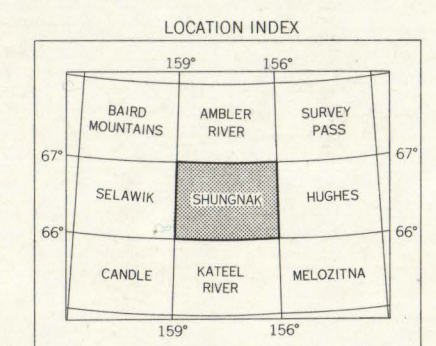 LOCATION INDEX
159° 156°
BAIRD MOUNTAINS
AMBLER RIVER
SURVEY PASS
67° 67°
SELAWIK
SHUNGNAK
HUGHES
66° 66°
CANDLE
KATEEL RIVER
MELOZITNA
159° 156°